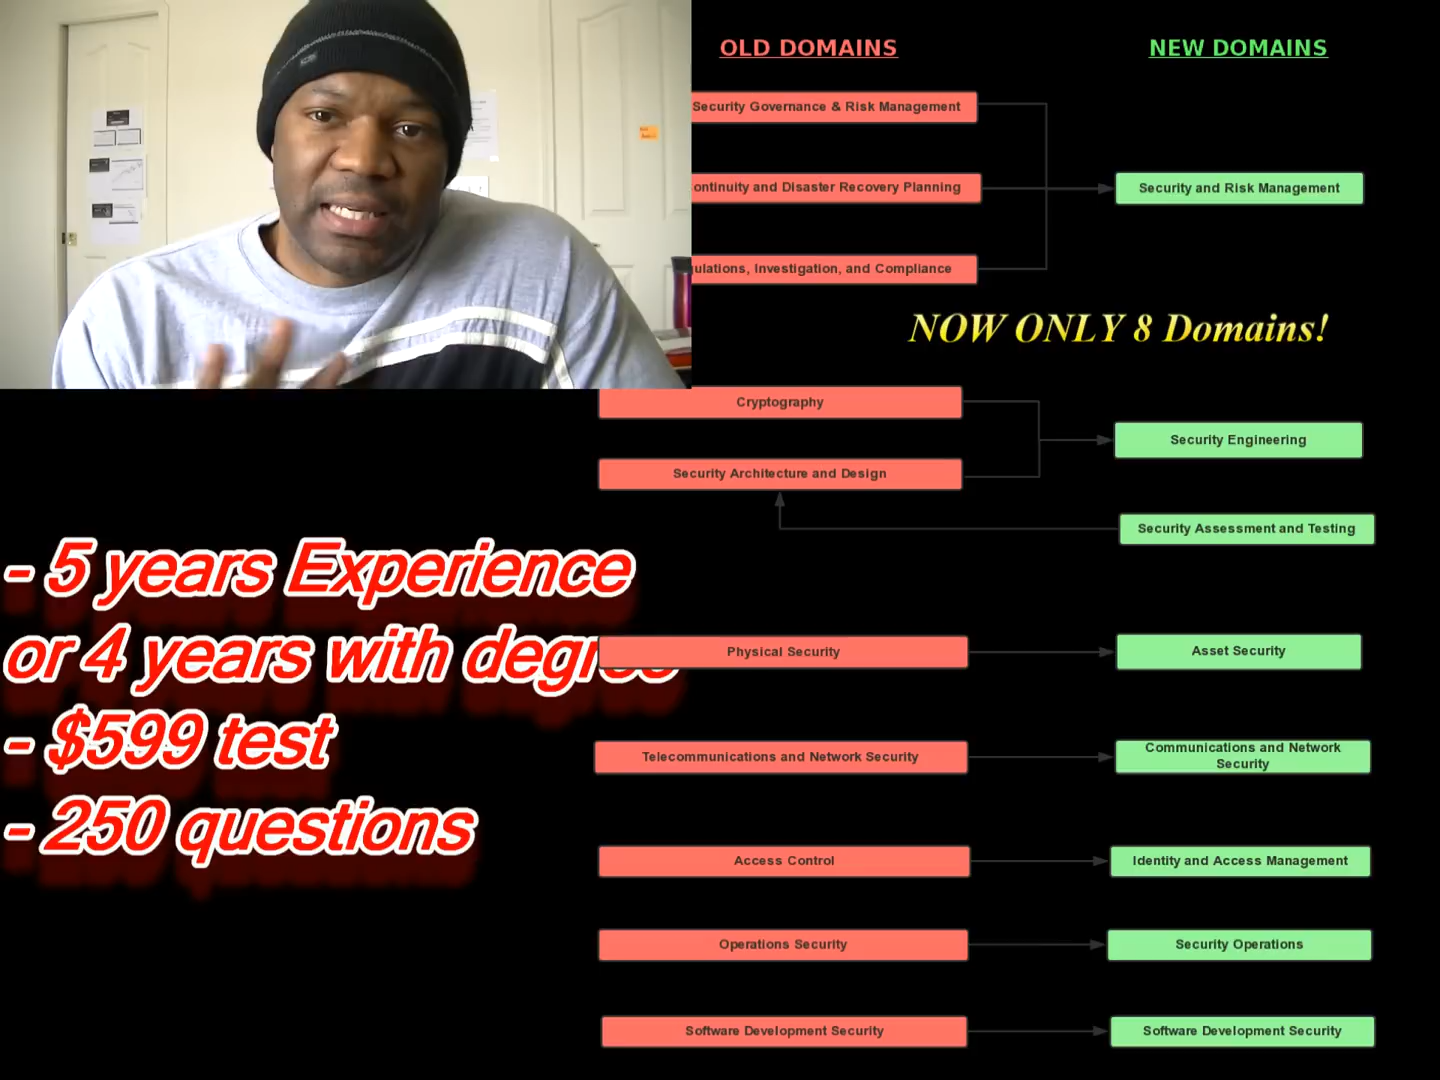 OLD DOMAINS
NEW DOMAINS
Security Governance & Risk Management
and Disaster Recovery Planning
Security and Risk Management
Investigation, and Compliance
NOW ONLY 8 Domains!
Cryptography
Security Engineering
Security Architecture and Design
Security Assessment and Testing
- 5 years Experience
or 4 years with degree
- $599 test
- 250 questions
Physical Security
Asset Security
Telecommunications and Network Security
Communications and Network
Security
Access Control
Identity and Access Management
Operations Security
Security Operations
Software Development Security
Software Development Security